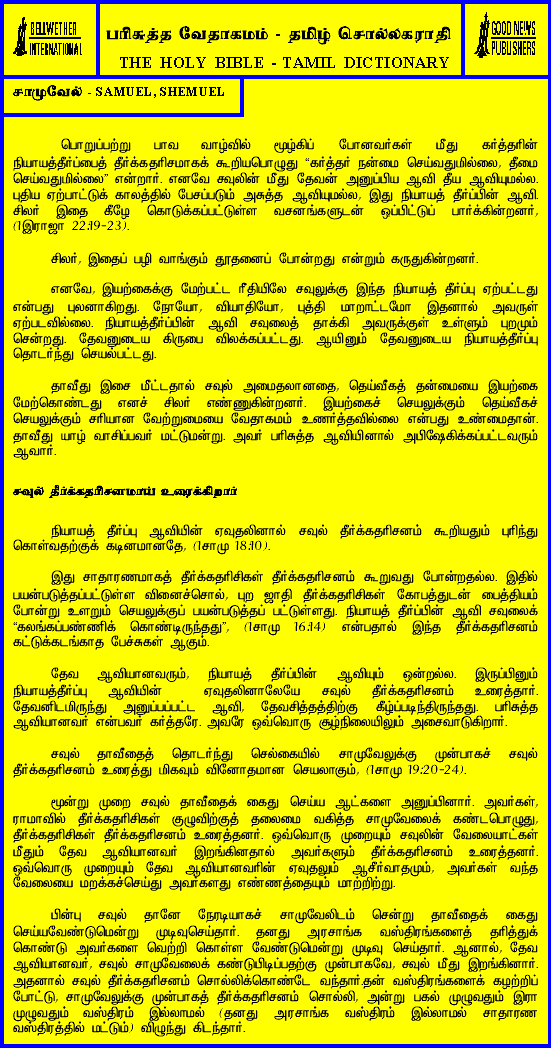 BELLWETHER
INTERNATIONAL
பரிசுத்த வேதாகமம் - தமிழ் சொல்லகராதி
THE HOLY BIBLE - TAMIL DICTIONARY
GOOD NEWS
PUBLISHERS
சாமுவேல் - SAMUEL, SHEMUEL
பொறுப்பற்று பாவ வாழ்வில் மூழ்கிப் போனவர்கள் மீது கர்த்தரின்
நியாயத்தீர்ப்பைத் தீர்க்கதரிசமாகக் கூறியபொழுது “கர்த்தர் நன்மை செய்வதுமில்லை, தீமை
செய்வதுமில்லை” என்றார். எனவே சவுலின் மீது தேவன் அனுப்பிய ஆவி தீய ஆவியுமல்ல.
புதிய ஏற்பாட்டுக் காலத்தில் பேசப்படும் அசுத்த ஆவியுமல்ல, இது நியாயத் தீர்ப்பின் ஆவி.
சிலர் இதை கீழே கொடுக்கப்பட்டுள்ள வசனங்களுடன் ஒப்பிட்டுப் பார்க்கின்றனர்,
(1இராஜா 22:19-23).
சிலர், இதைப் பழி வாங்கும் தூதனைப் போன்றது என்றும் கருதுகின்றனர்.
எனவே, இயற்கைக்கு மேற்பட்ட ரீதியிலே சவுலுக்கு இந்த நியாயத் தீர்ப்பு ஏற்பட்டது
என்பது புலனாகிறது. நோயோ, வியாதியோ, புத்தி மாறாட்டமோ இதனால் அவருள்
ஏற்படவில்லை. நியாயத்தீர்ப்பின் ஆவி சவுலைத் தாக்கி அவருக்குள் உள்ளும் புறமும்
சென்றது. தேவனுடைய கிருபை விலக்கப்பட்டது. ஆயினும் தேவனுடைய நியாயத்தீர்ப்பு
தொடர்ந்து செயல்பட்டது.
தாவீது இசை மீட்டதால் சவுல் அமைதலானதை, தெய்வீகத் தன்மையை இயற்கை
மேற்கொண்டது எனச் சிலர் எண்ணுகின்றனர். இயற்கைச் செயலுக்கும் தெய்வீகச்
செயலுக்கும் சரியான வேற்றுமையை வேதாகமம் உணர்த்தவில்லை என்பது உண்மைதான்.
தாவீது யாழ் வாசிப்பவர் மட்டுமன்று. அவர் பரிசுத்த ஆவியினால் அபிஷேகிக்கப்பட்டவரும்
ஆவார்.
சவுல் தீர்க்கதரிசனமாய் உரைக்கிறார்
நியாயத் தீர்ப்பு ஆவியின் ஏவுதலினால் சவுல் தீர்க்கதரிசனம் கூறியதும் புரிந்து
கொள்வதற்குக் கடினமானதே, (1சாமு 18:10).
இது சாதாரணமாகத் தீர்க்கதரிசிகள் தீர்க்கதரிசனம் கூறுவது போன்றதல்ல. இதில்
பயன்படுத்தப்பட்டுள்ள வினைச்சொல், புற ஜாதி தீர்க்கதரிசிகள் கோபத்துடன் பைத்தியம்
போன்று உளறும் செயலுக்குப் பயன்படுத்தப் பட்டுள்ளது. நியாயத் தீர்ப்பின் ஆவி சவுலைக்
“கலங்கப்பண்ணிக் கொண்டிருந்தது”, (1சாமு 16:14) என்பதால் இந்த தீர்க்கதரிசனம்
கட்டுக்கடங்காத பேச்சுகள் ஆகும்.
தேவ ஆவியானவரும், நியாயத் தீர்ப்பின் ஆவியும் ஒன்றல்ல. இருப்பினும்
நியாயத்தீர்ப்பு ஆவியின் ஏவுதலினாலேயே சவுல் தீர்க்கதரிசனம் உரைத்தார்.
தேவனிடமிருந்து அனுப்பப்பட்ட ஆவி, தேவசித்தத்திற்கு கீழ்ப்படிந்திருந்தது. பரிசுத்த
ஆவியானவர் என்பவர் கர்த்தரே. அவரே ஒவ்வொரு சூழ்நிலையிலும் அசைவாடுகிறார்.
சவுல் தாவீதைத் தொடர்ந்து செல்கையில் சாமுவேலுக்கு முன்பாகச் சவுல்
தீர்க்கதரிசனம் உரைத்து மிகவும் வினோதமான செயலாகும், (1சாமு 19:20-24).
மூன்று முறை சவுல் தாவீதைக் கைது செய்ய ஆட்களை அனுப்பினார். அவர்கள்,
ராமாவில் தீர்க்கதரிசிகள் குழுவிற்குத் தலைமை வகித்த சாமுவேலைக் கண்டபொழுது,
தீர்க்கதரிசிகள் தீர்க்கதரிசனம் உரைத்தனர். ஒவ்வொரு முறையும் சவுலின் வேலையாட்கள்
மீதும் தேவ ஆவியானவர் இறங்கினதால் அவர்களும் தீர்க்கதரிசனம் உரைத்தனர்.
ஒவ்வொரு முறையும் தேவ ஆவியானவரின் ஏவுதலும் ஆசீர்வாதமும், அவர்கள் வந்த
வேலையை மறக்கச்செய்து அவர்களது எண்ணத்தையும் மாற்றிற்று.
பின்பு சவுல் தானே நேரடியாகச் சாமுவேலிடம் சென்று தாவீதைக் கைது
செய்யவேண்டுமென்று முடிவுசெய்தார். தனது அரசாங்க வஸ்திரங்களைத் தரித்துக்
கொண்டு அவர்களை வெற்றி கொள்ள வேண்டுமென்று முடிவு செய்தார். ஆனால், தேவ
ஆவியானவர், சவுல் சாமுவேலைக் கண்டுபிடிப்பதற்கு முன்பாகவே, சவுல் மீது இறங்கினார்.
அதனால் சவுல் தீர்க்கதரிசனம் சொல்லிக்கொண்டே வந்தார்.தன் வஸ்திரங்களைக் கழற்றிப்
போட்டு, சாமுவேலுக்கு முன்பாகத் தீர்க்கதரிசனம் சொல்லி, அன்று பகல் முழுவதும் இரா
முழுவதும் வஸ்திரம் இல்லாமல் (தனது அரசாங்க வஸ்திரம் இல்லாமல் சாதாரண
வஸ்திரத்தில் மட்டும்) விழுந்து கிடந்தார்.